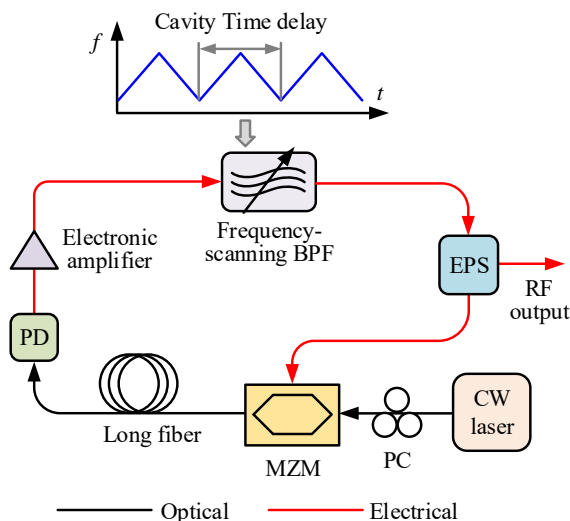 Cavity Time delay
f
t
Frequency-
scanning BPF
Electronic
amplifier
EPS
RF
output
PD
Long fiber
MZM
PC
CW
laser
Optical
Electrical